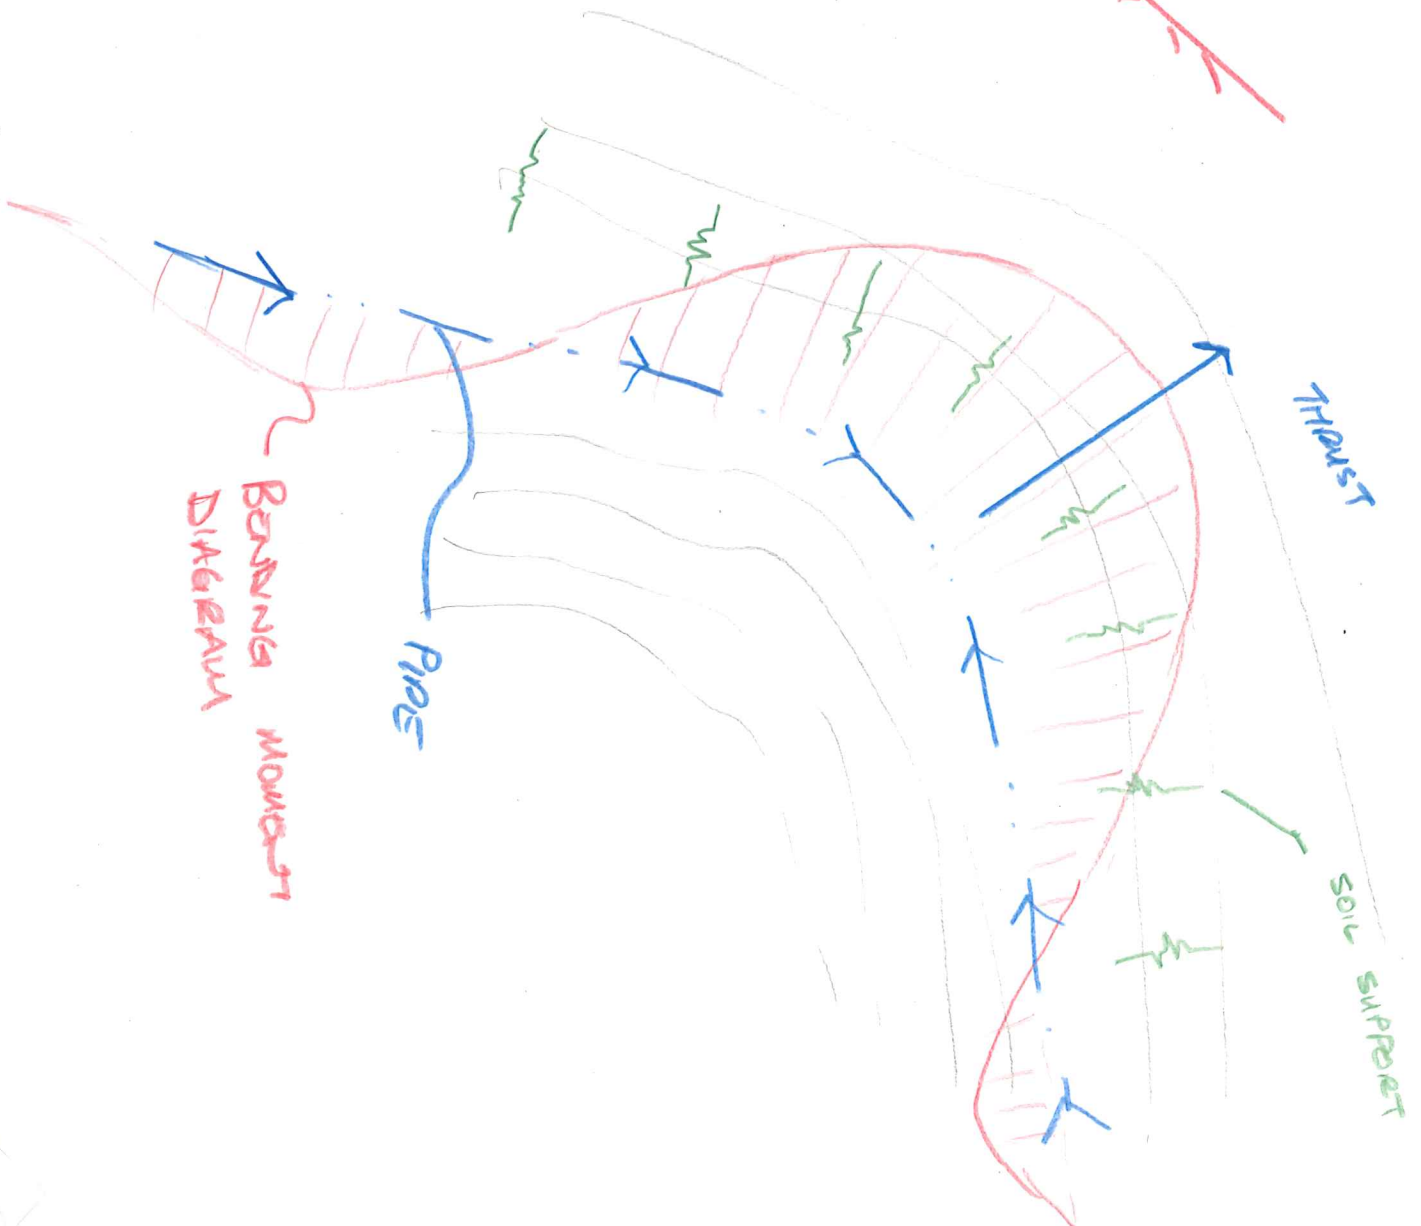 THRUST
BENDING MOMENT
DIAGRAM
PIPE
SOIL SUPPORT